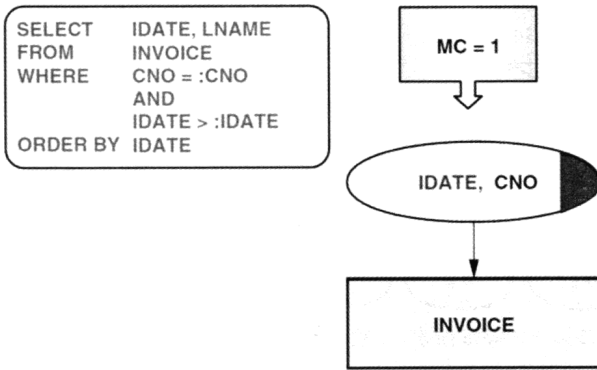 SELECT IDATE, LNAME
FROM INVOICE
WHERE CNO = :CNO
AND
IDATE > :IDATE
ORDER BY IDATE
MC = 1
IDATE, CNO
INVOICE